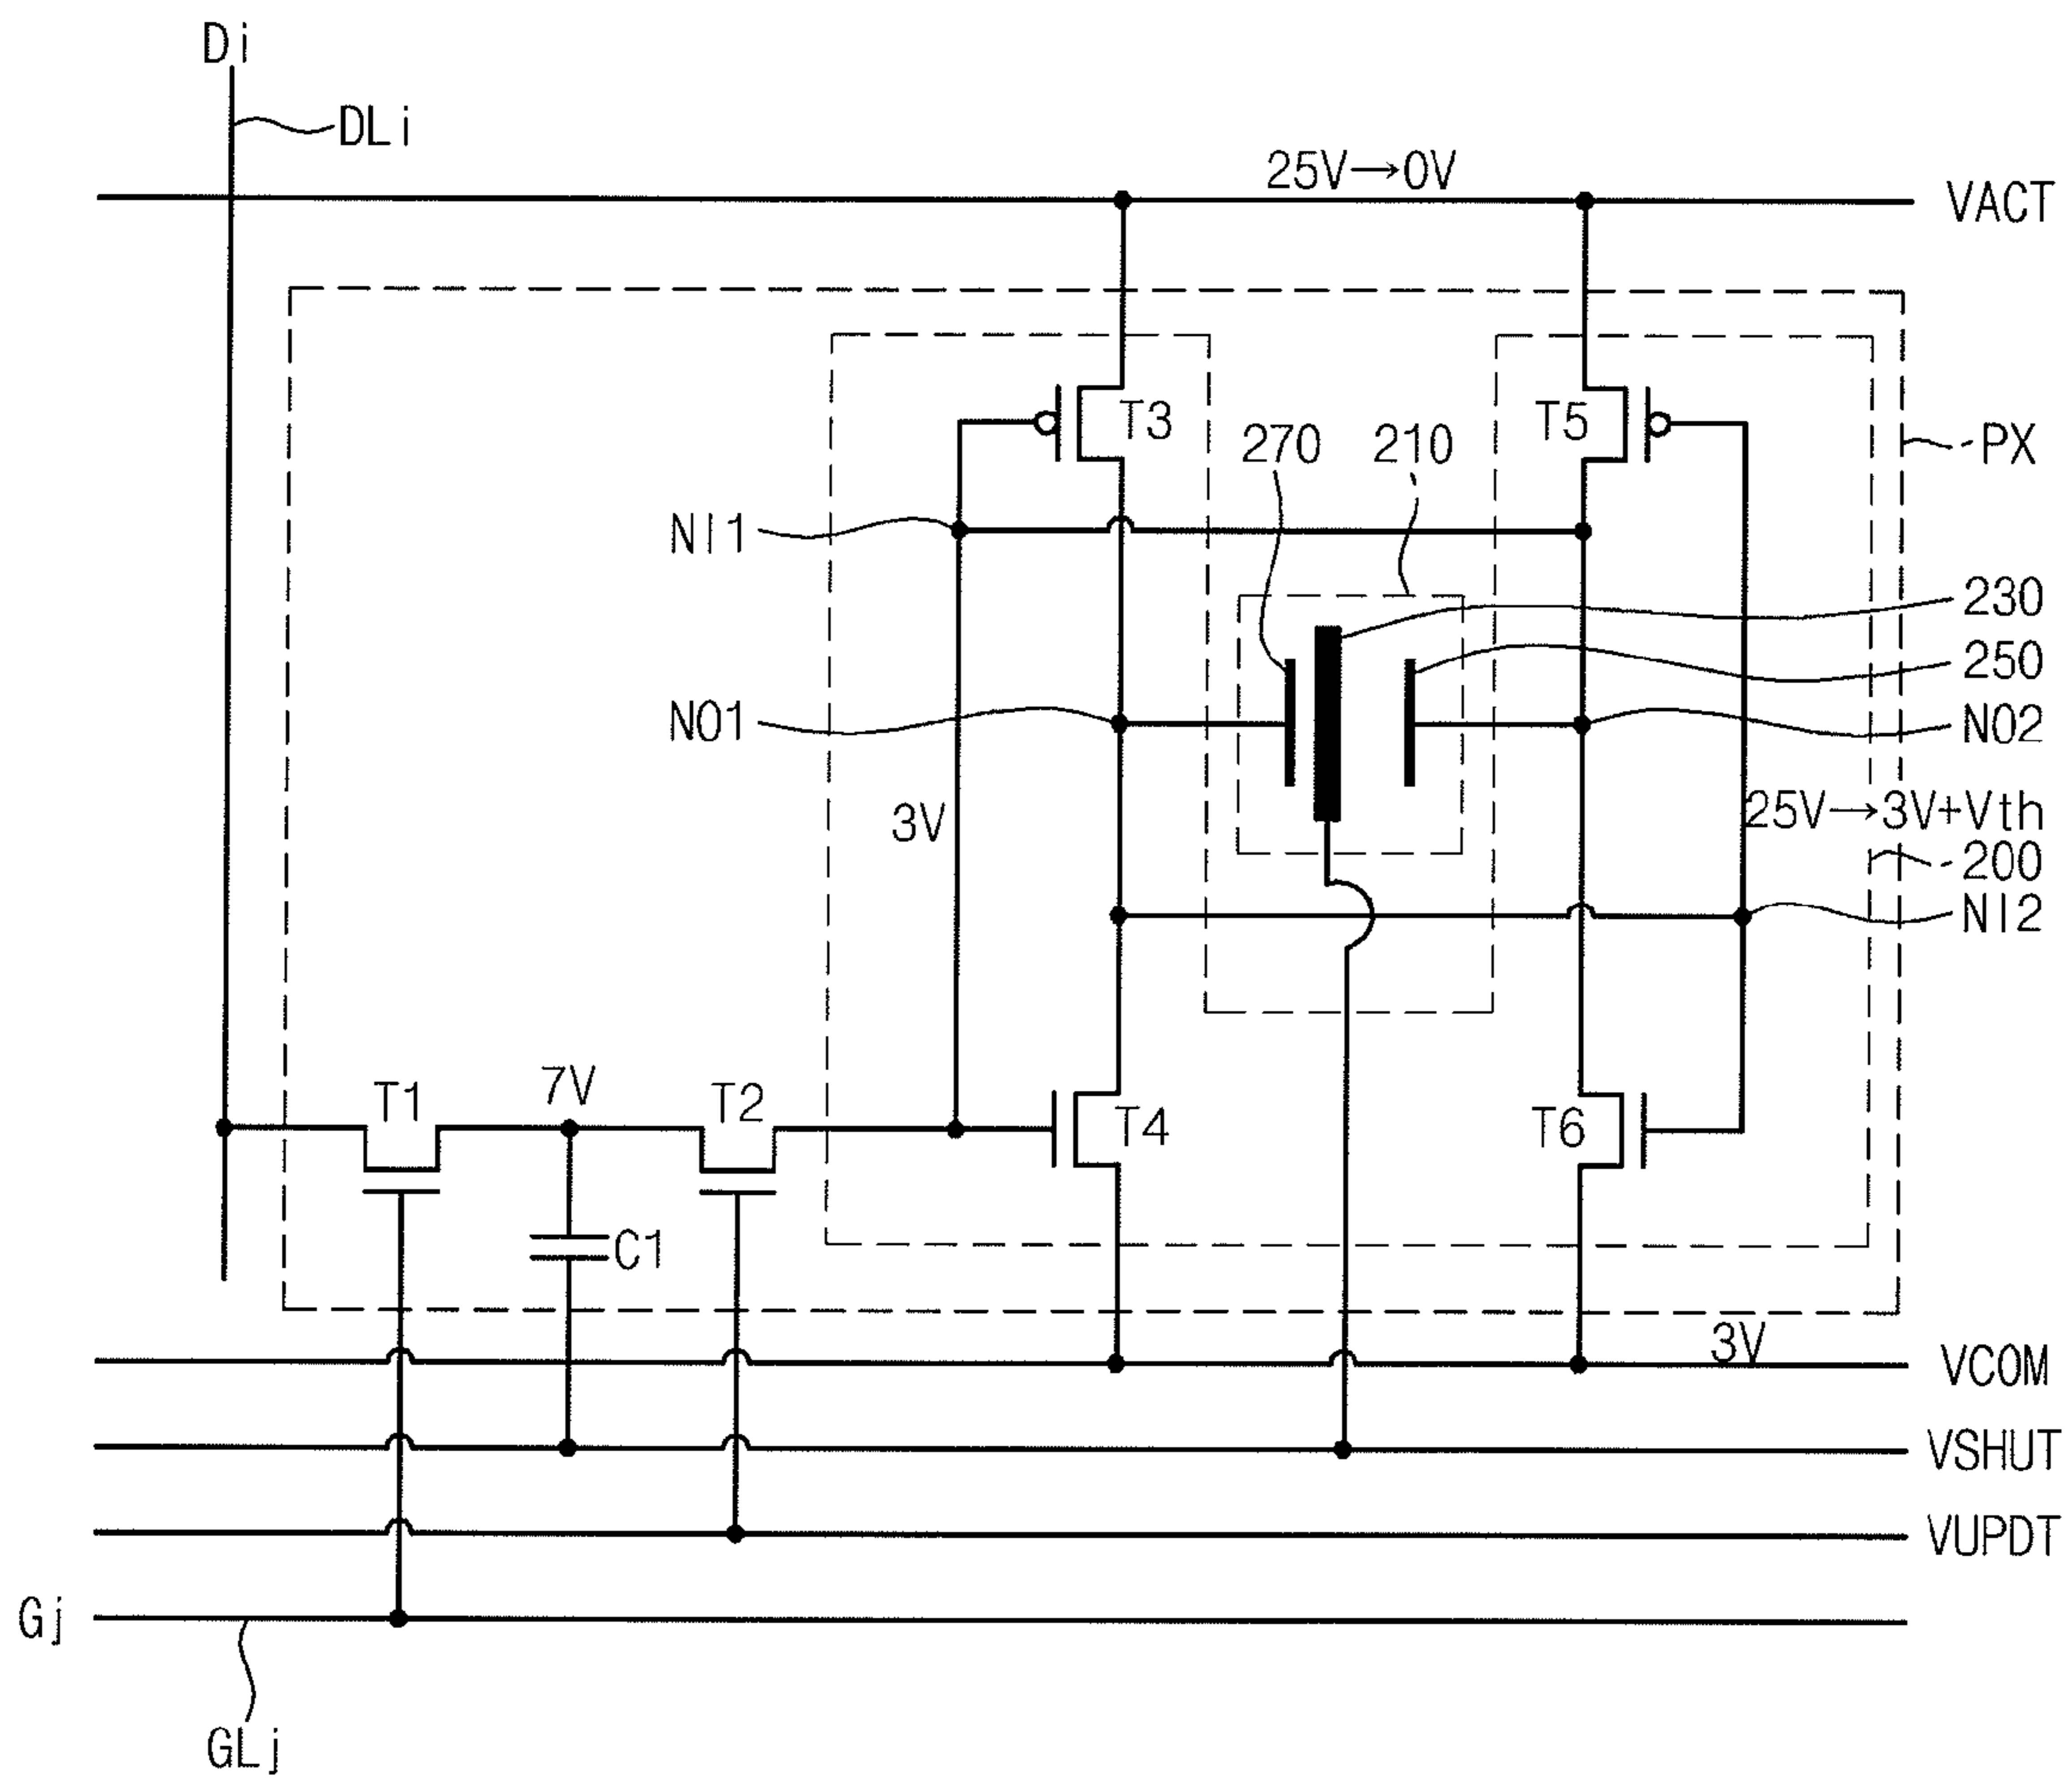 Di
DLi
25V→0V
VACT
T3
T5
270
210
PX
NI1
230
250
NO1
NO2
3V
25V→3V+Vth
200
NI2
T1
7V
T2
T4
T6
C1
3V
VCOM
VSHUT
VUPDT
Gj
GLj